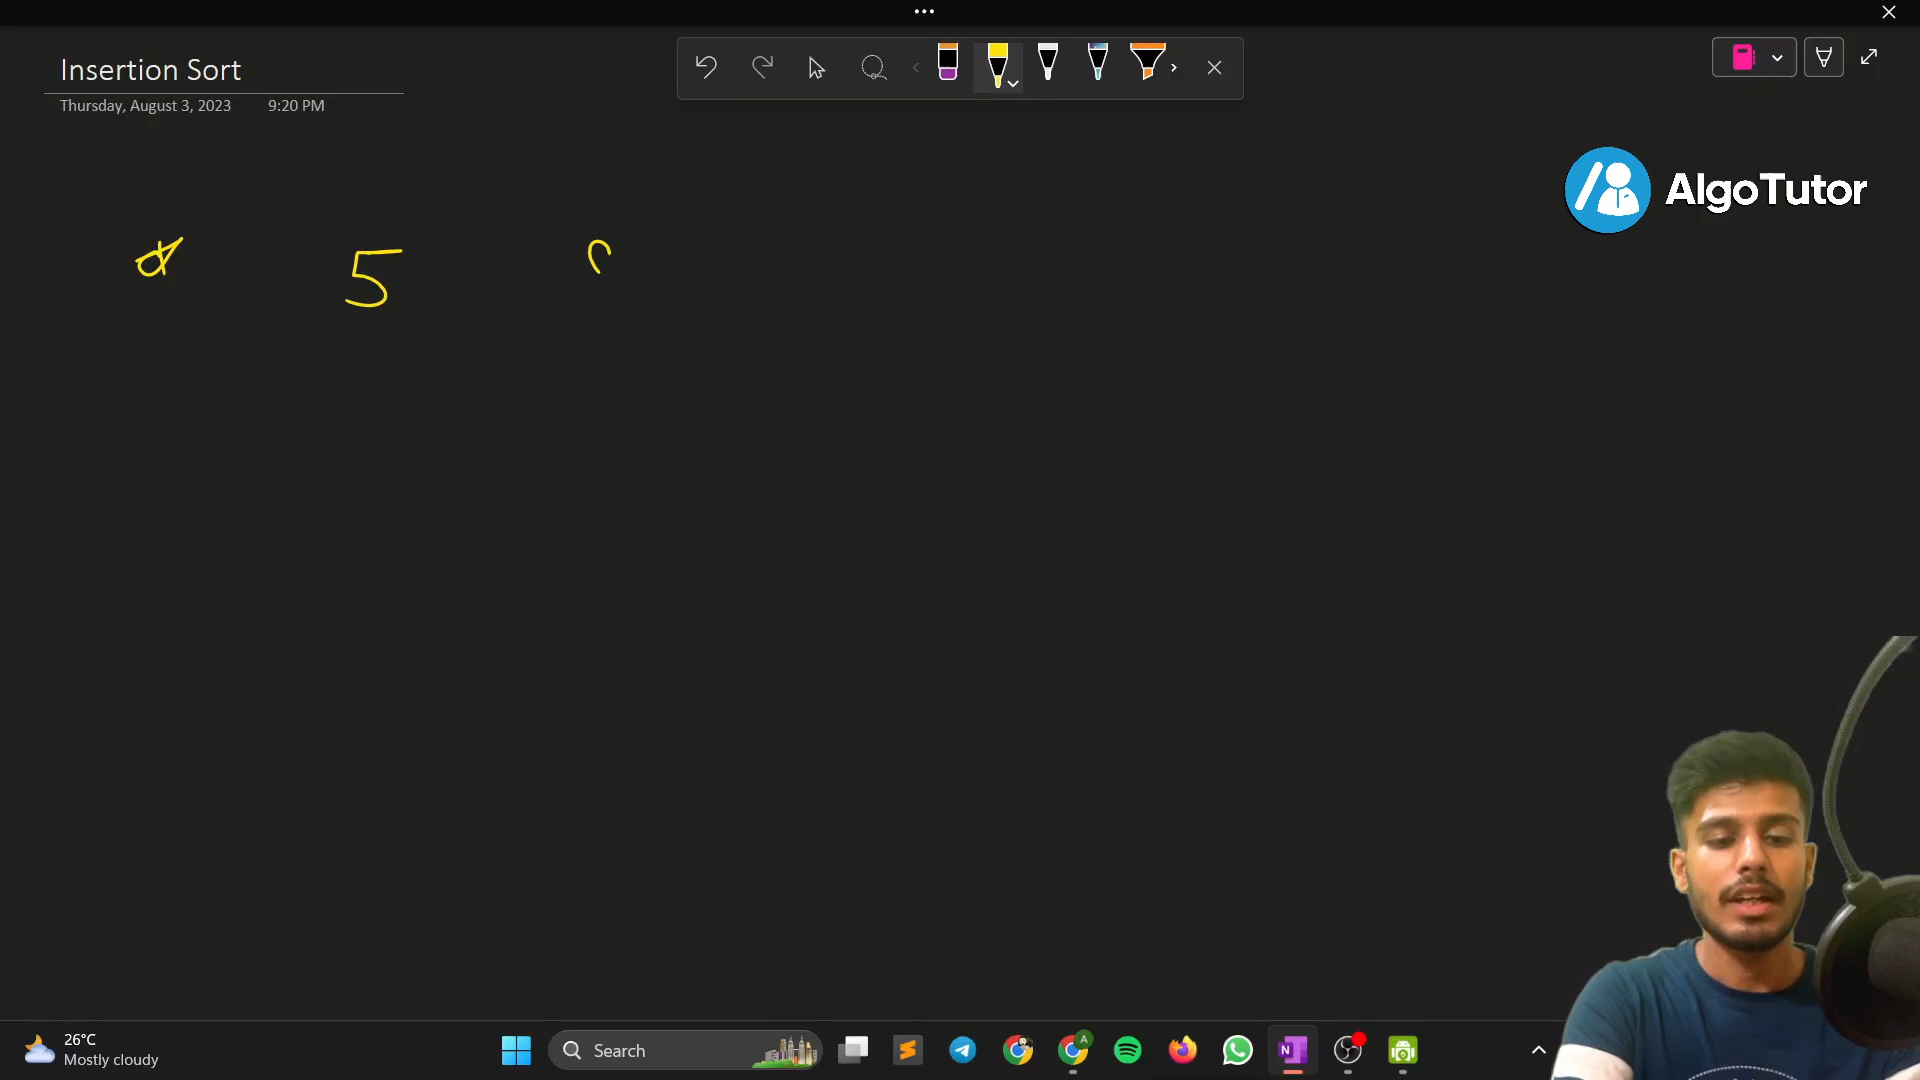 Insertion Sort
Thursday, August 3, 2023 9:20 PM
AlgoTutor
5
A
N
26°C
Mostly cloudy
Search